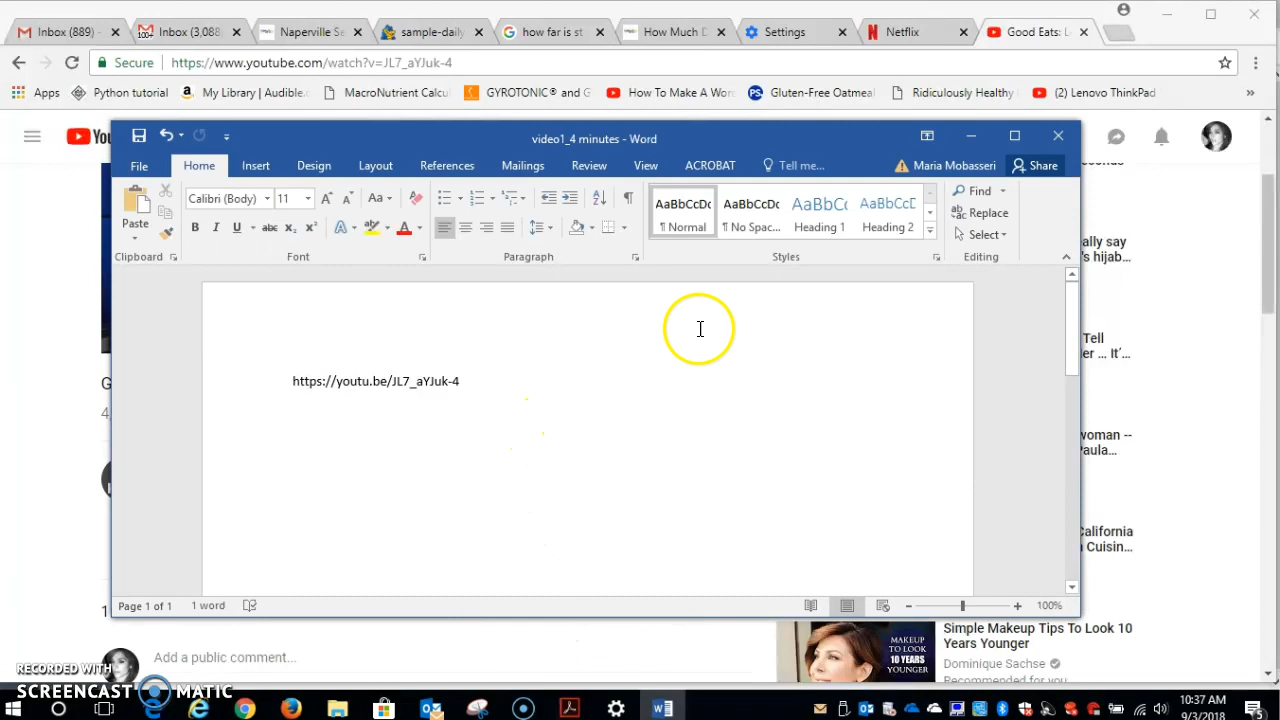 Inbox (889) -
Inbox (3,088
Naperville Se
sample-daily
how far is st
How Much D
Settings
Netflix
Good Eats: L
Secure
https://www.youtube.com/watch?v=JL7_aYJuk-4
Apps
Python tutorial
My Library | Audible.
MacroNutrient Calcu
GYROTONIC® and G
How To Make A Wor
Gluten-Free Oatmeal
Ridiculously Healthy
(2) Lenovo ThinkPad
»
video1_4 minutes - Word
File
Home
Insert
Design
Layout
References
Mailings
Review
View
ACROBAT
Tell me...
Maria Mobasseri
Share
Paste
Clipboard
Calibri (Body)
11
Font
Paragraph
AaBbCcDc
¶ Normal
AaBbCcDc
¶ No Spac...
AaBbCc
Heading 1
AaBbCcD
Heading 2
Styles
Find
Replace
Select
Editing
https://youtu.be/JL7_aYJuk-4
Page 1 of 1
1 word
100%
ally say
's hijab...
Tell
er ... It's...
woman --
Paula...
California
n Cuisin...
Add a public comment...
MAKEUP
TO LOOK
10 YEARS
YOUNGER
Simple Makeup Tips To Look 10
Years Younger
Dominique Sachse
Recommended for you
RECORDED WITH
SCREENCAST MATIC
10:37 AM
9/3/2018